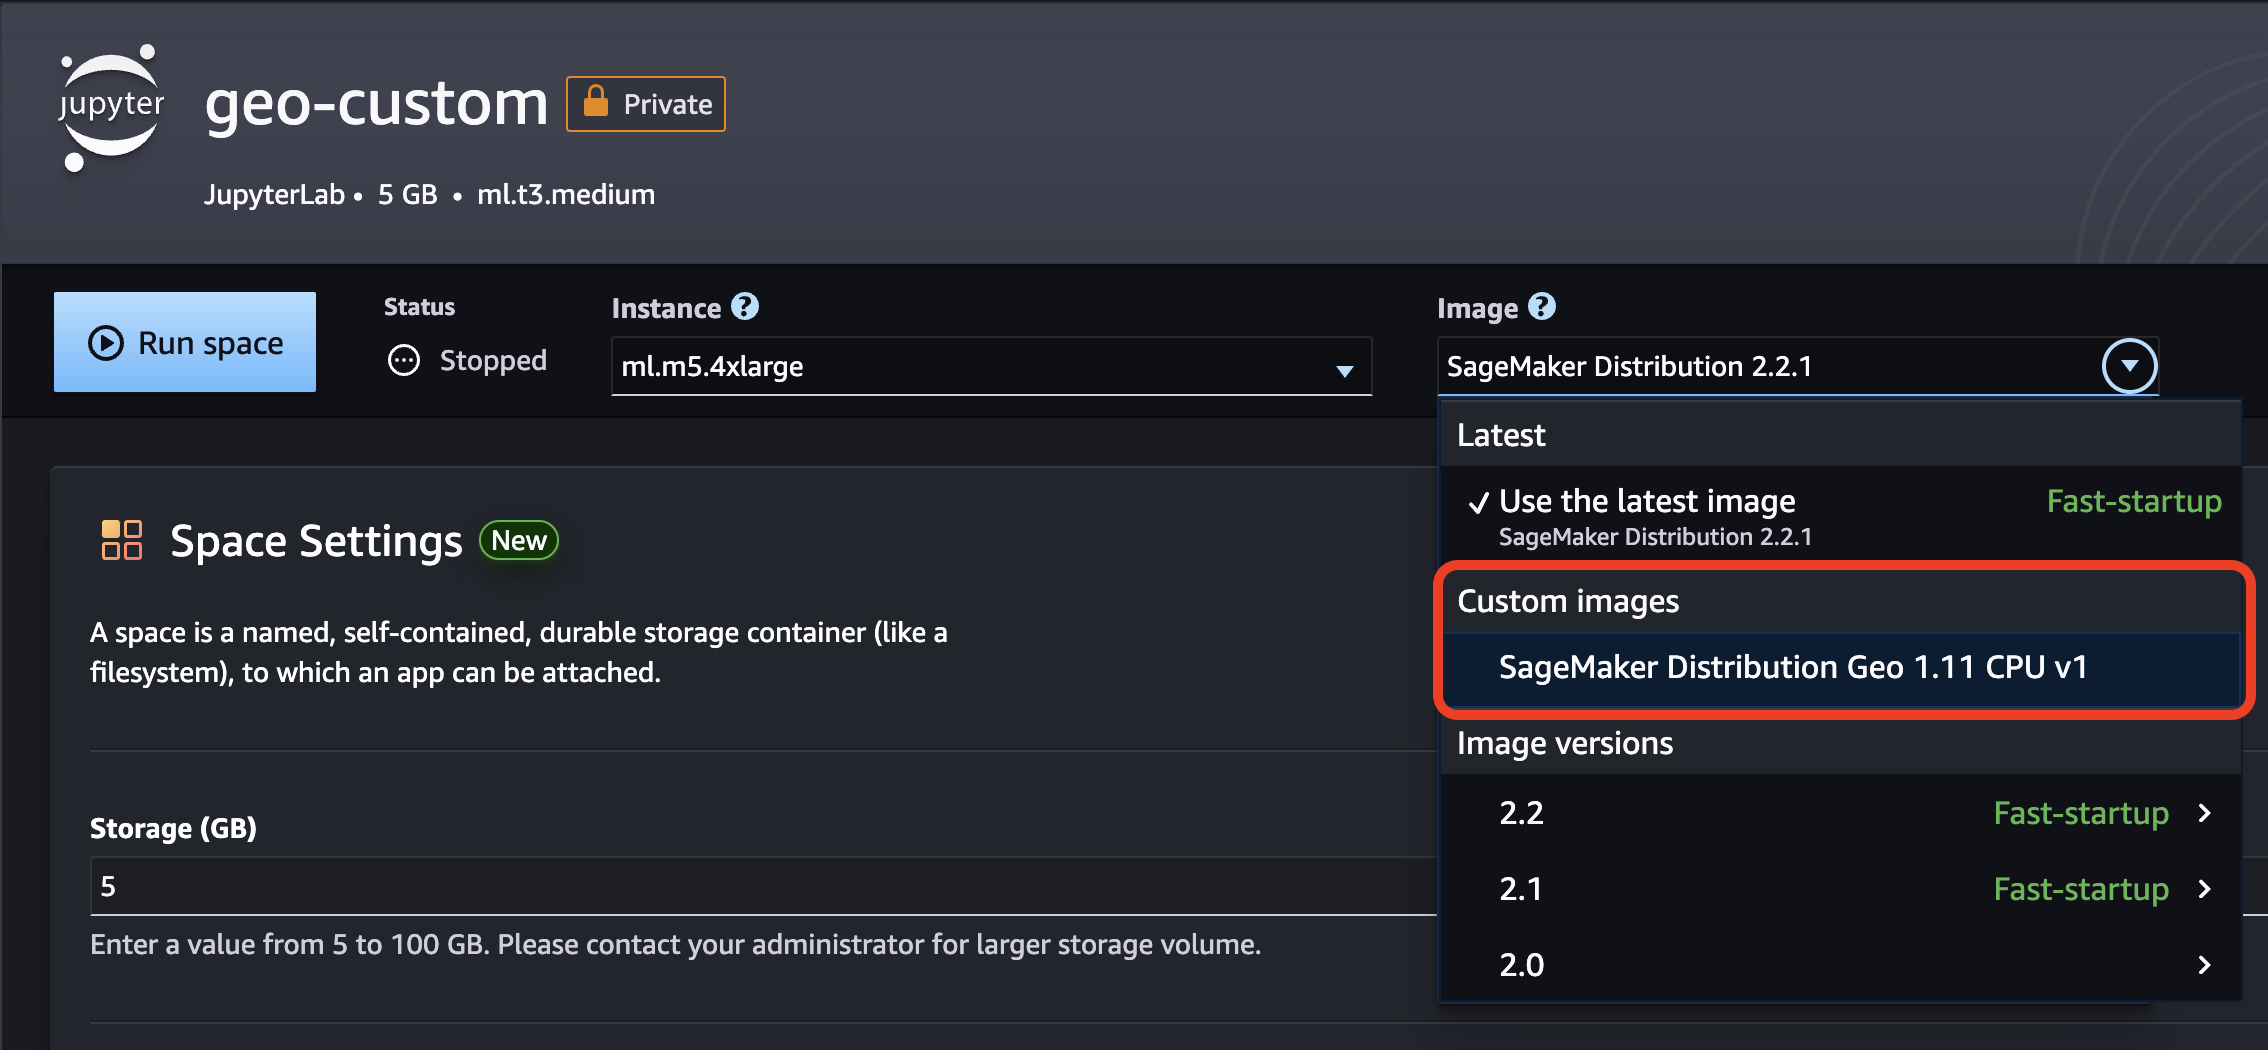 jupyter
geo-custom
Private
JupyterLab • 5 GB • ml.t3.medium
Run space
Status
Stopped
Instance ?
ml.m5.4xlarge
Image ?
SageMaker Distribution 2.2.1
Latest
✓ Use the latest image Fast-startup
SageMaker Distribution 2.2.1
Custom images
SageMaker Distribution Geo 1.11 CPU v1
Image versions
2.2 Fast-startup
2.1 Fast-startup
2.0
Space Settings New
A space is a named, self-contained, durable storage container (like a
filesystem), to which an app can be attached.
Storage (GB)
5
Enter a value from 5 to 100 GB. Please contact your administrator for larger storage volume.